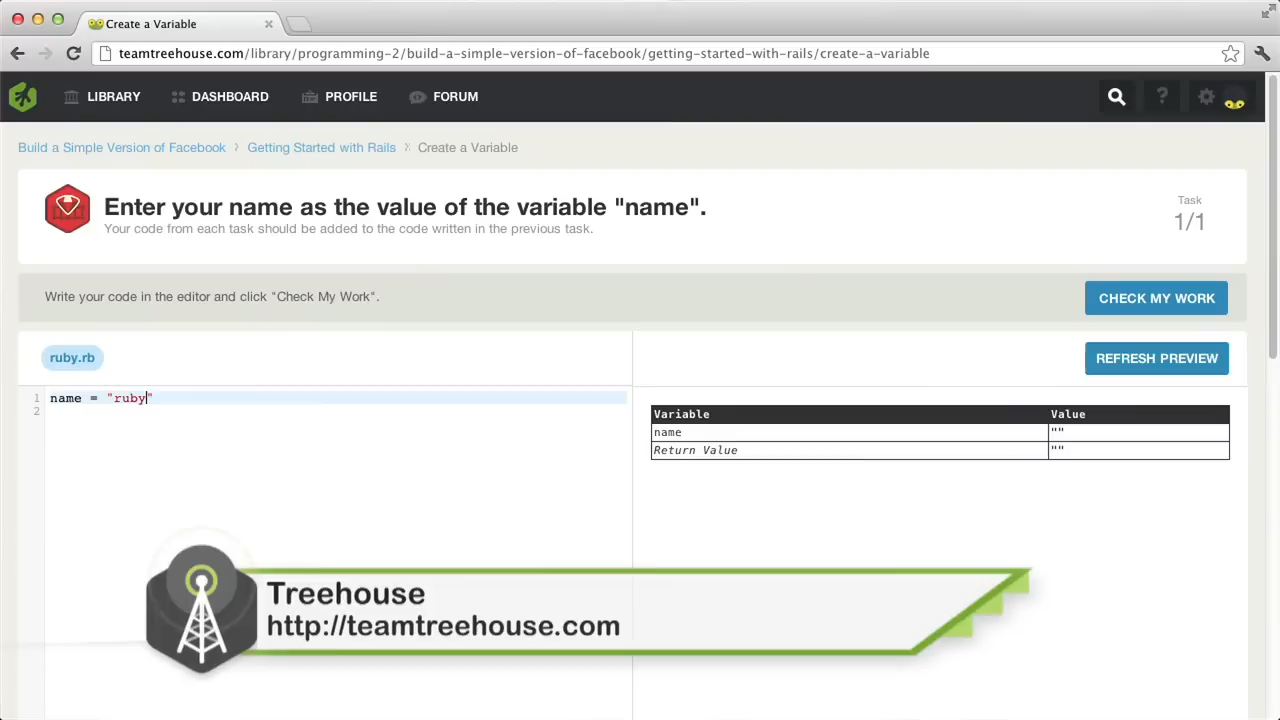 Create a Variable
teamtreehouse.com/library/programming-2/build-a-simple-version-of-facebook/getting-started-with-rails/create-a-variable
LIBRARY DASHBOARD PROFILE FORUM ?
Build a Simple Version of Facebook Getting Started with Rails Create a Variable
Enter your name as the value of the variable "name".
Your code from each task should be added to the code written in the previous task.
Task
1/1
Write your code in the editor and click "Check My Work".
CHECK MY WORK
ruby.rb
REFRESH PREVIEW
1 name = "ruby"
2
Variable Value
name ""
Return Value ""
Treehouse
http://teamtreehouse.com